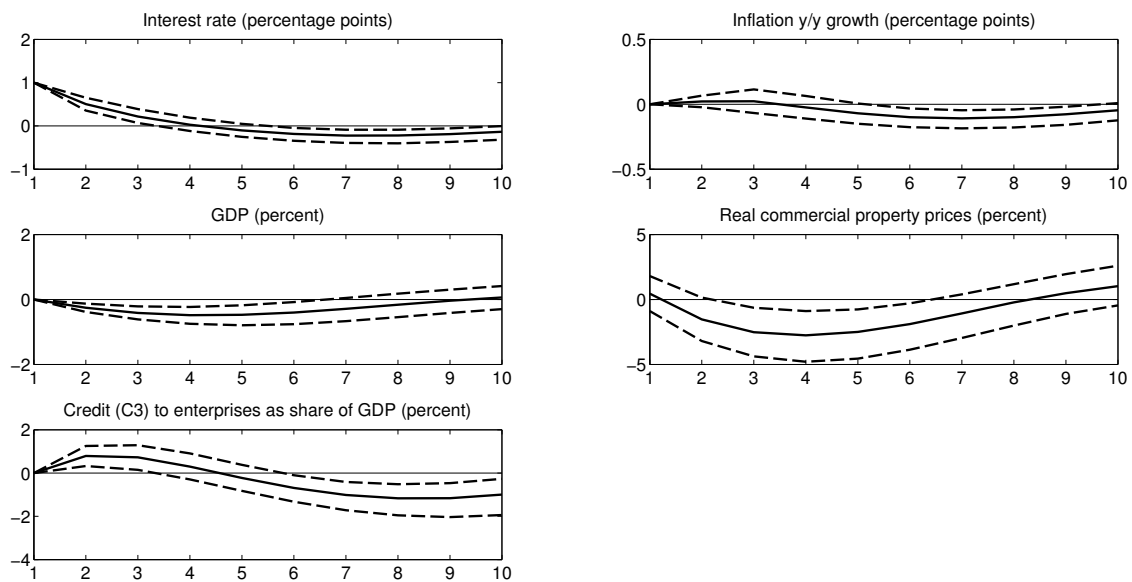 Interest rate (percentage points)
2
1
0
−1
1 2 3 4 5 6 7 8 9 10
Inflation y/y growth (percentage points)
0.5
0
−0.5
1 2 3 4 5 6 7 8 9 10
GDP (percent)
2
0
−2
1 2 3 4 5 6 7 8 9 10
Real commercial property prices (percent)
5
0
−5
1 2 3 4 5 6 7 8 9 10
Credit (C3) to enterprises as share of GDP (percent)
2
0
−2
−4
1 2 3 4 5 6 7 8 9 10